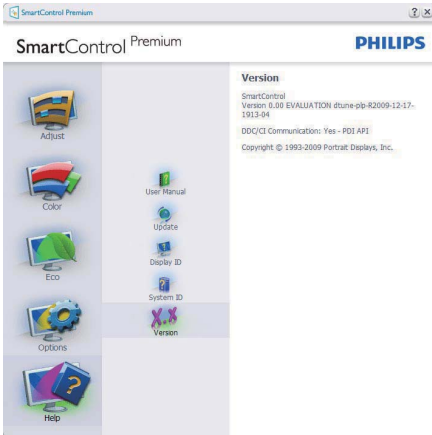 SmartControl Premium
SmartControl Premium
PHILIPS
Adjust
Color
Eco
Options
Help
User Manual
Update
Display ID
System ID
X.X
Version
Version
SmartControl
Version 0.00 EVALUATION dtune-plp-R2009-12-17-
1913-04
DDC/CI Communication: Yes - PDI API
Copyright © 1993-2009 Portrait Displays, Inc.